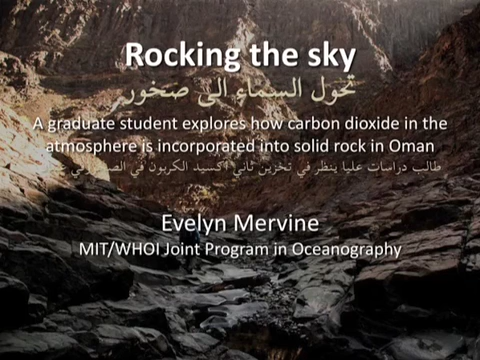 Rocking the sky
تحول السماء الى صخور
A graduate student explores how carbon dioxide in the
atmosphere is incorporated into solid rock in Oman
طالب دراسات عليا ينظر في تخزين ثاني أكسيد الكربون في
Evelyn Mervine
MIT/WHOI Joint Program in Oceanography